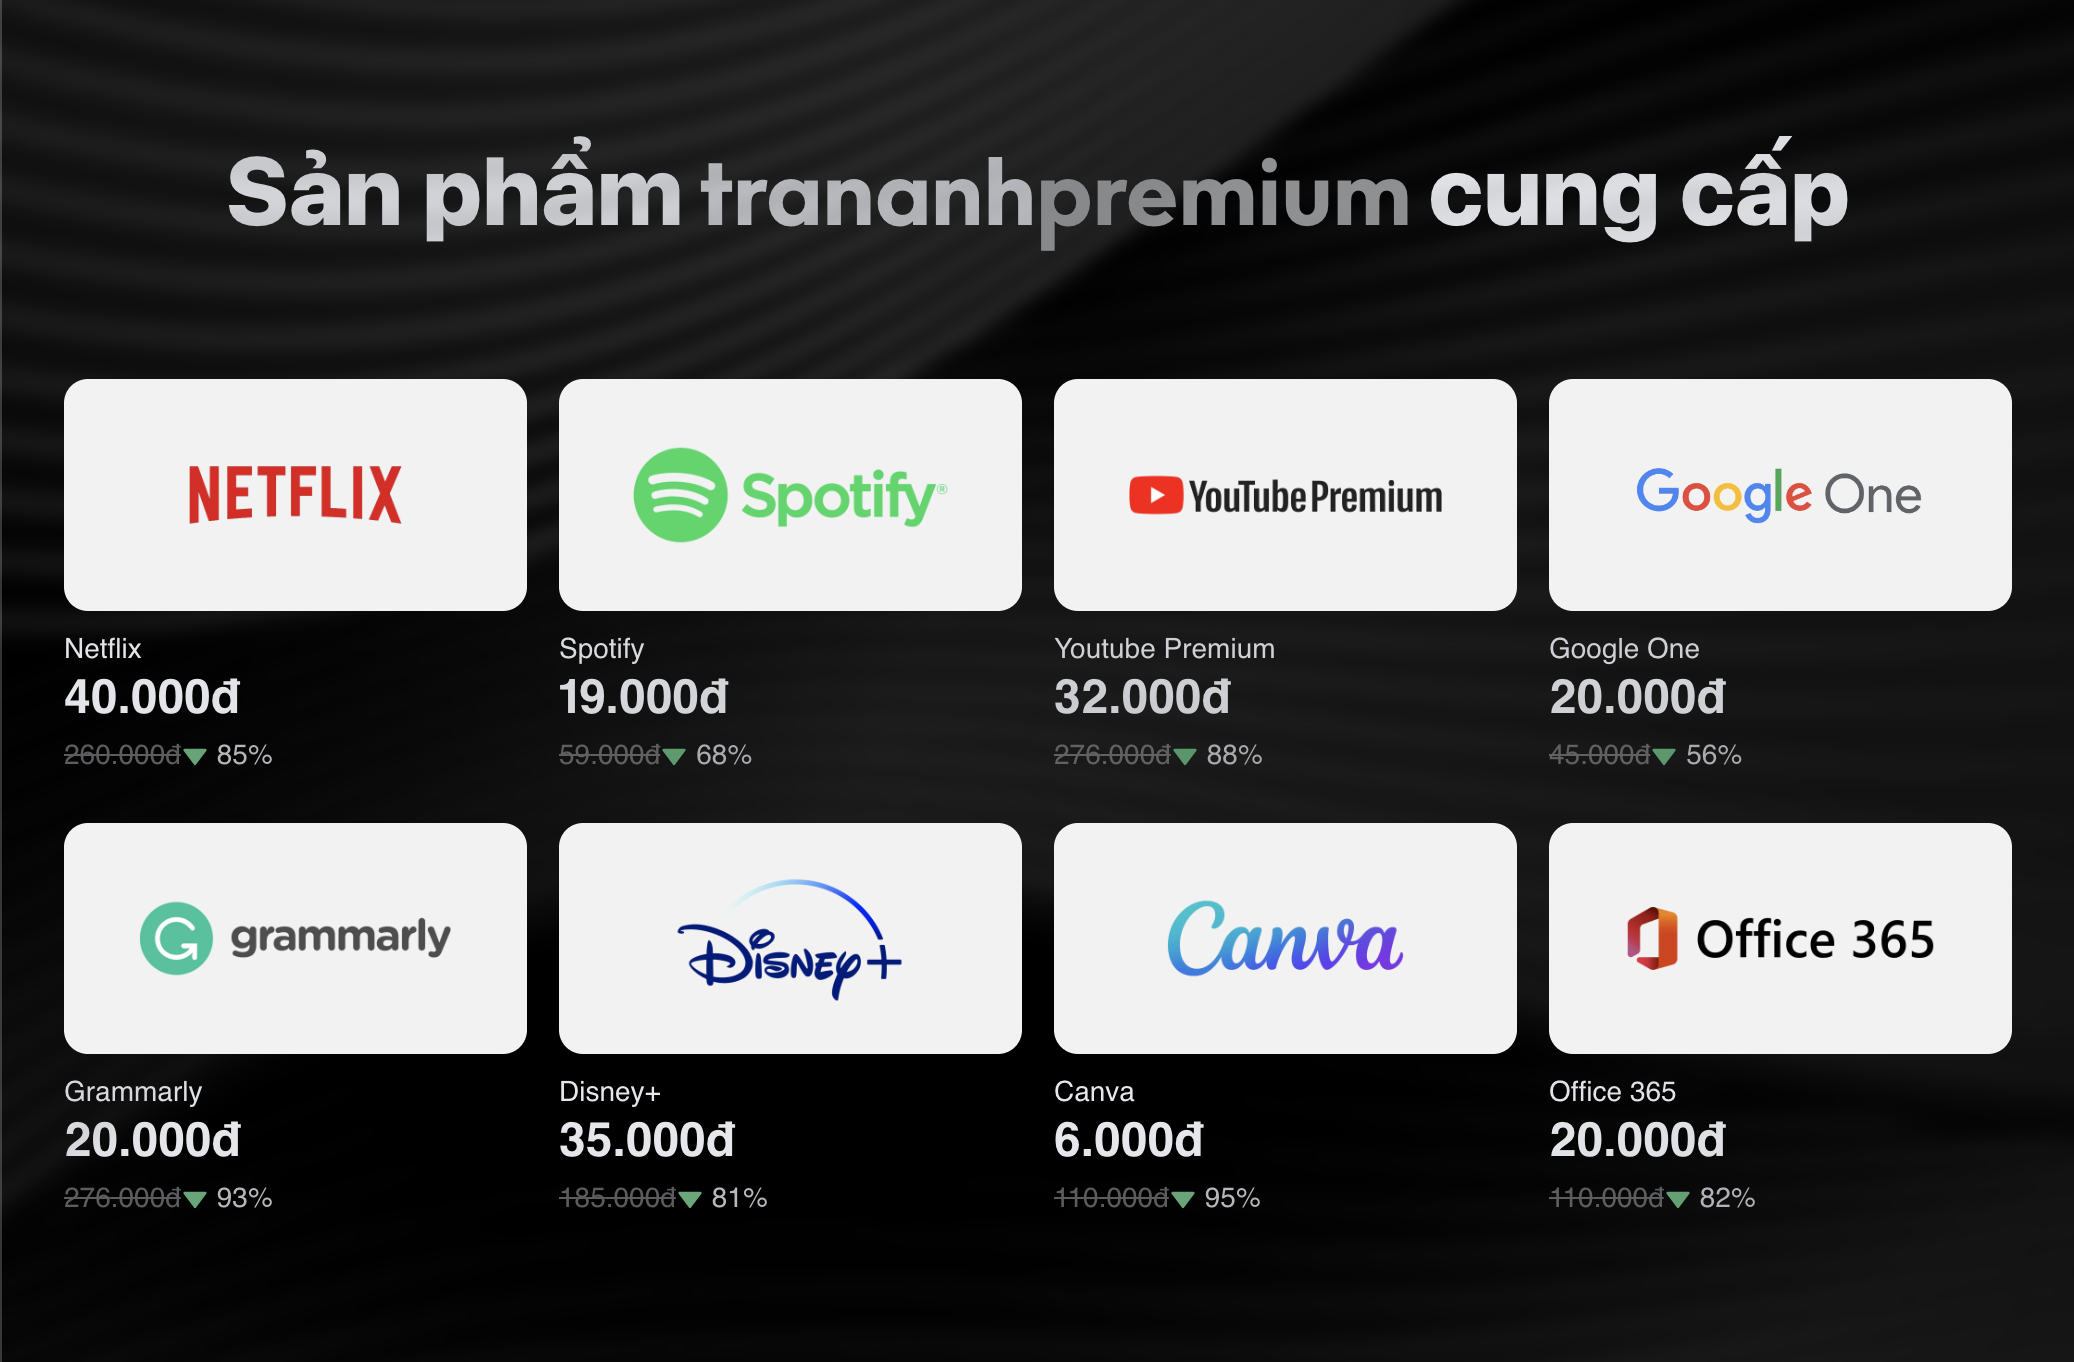 Sản phẩm trananhpremium cung cấp
NETFLIX
Spotify®
YouTube Premium
Google One
Netflix
Spotify
Youtube Premium
Google One
40.000đ
19.000đ
32.000đ
20.000đ
260.000đ▼ 85%
59.000đ▼ 68%
276.000đ▼ 88%
45.000đ▼ 56%
grammarly
Disney+
Canva
Office 365
Grammarly
Disney+
Canva
Office 365
20.000đ
35.000đ
6.000đ
20.000đ
276.000đ▼ 93%
185.000đ▼ 81%
110.000đ▼ 95%
110.000đ▼ 82%